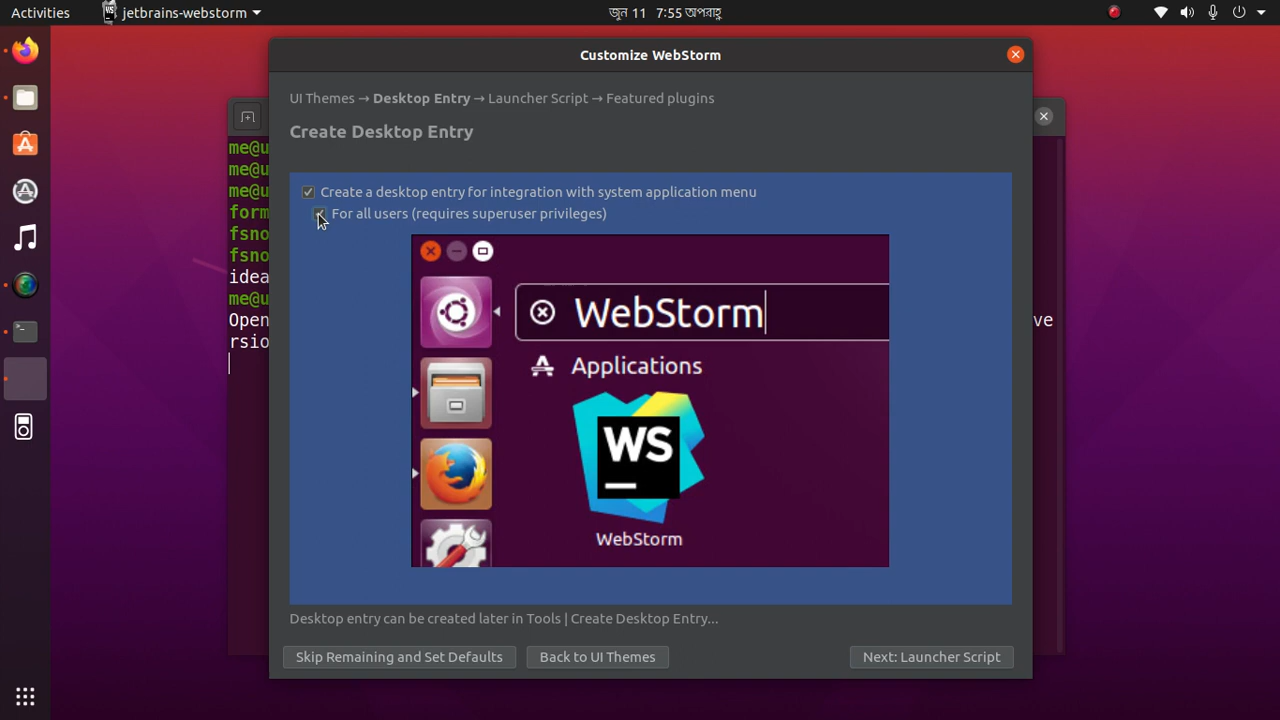 Activities
jetbrains-webstorm
জুন 11 7:55 অপরাহ্ণ
Customize WebStorm
UI Themes → Desktop Entry → Launcher Script → Featured plugins
Create Desktop Entry
me@u
me@u
me@u
form
fsno
fsno
idea
me@u
Open
ve
rsio
Create a desktop entry for integration with system application menu
For all users (requires superuser privileges)
WebStorm
Applications
WS
WebStorm
Desktop entry can be created later in Tools | Create Desktop Entry...
Skip Remaining and Set Defaults
Back to UI Themes
Next: Launcher Script